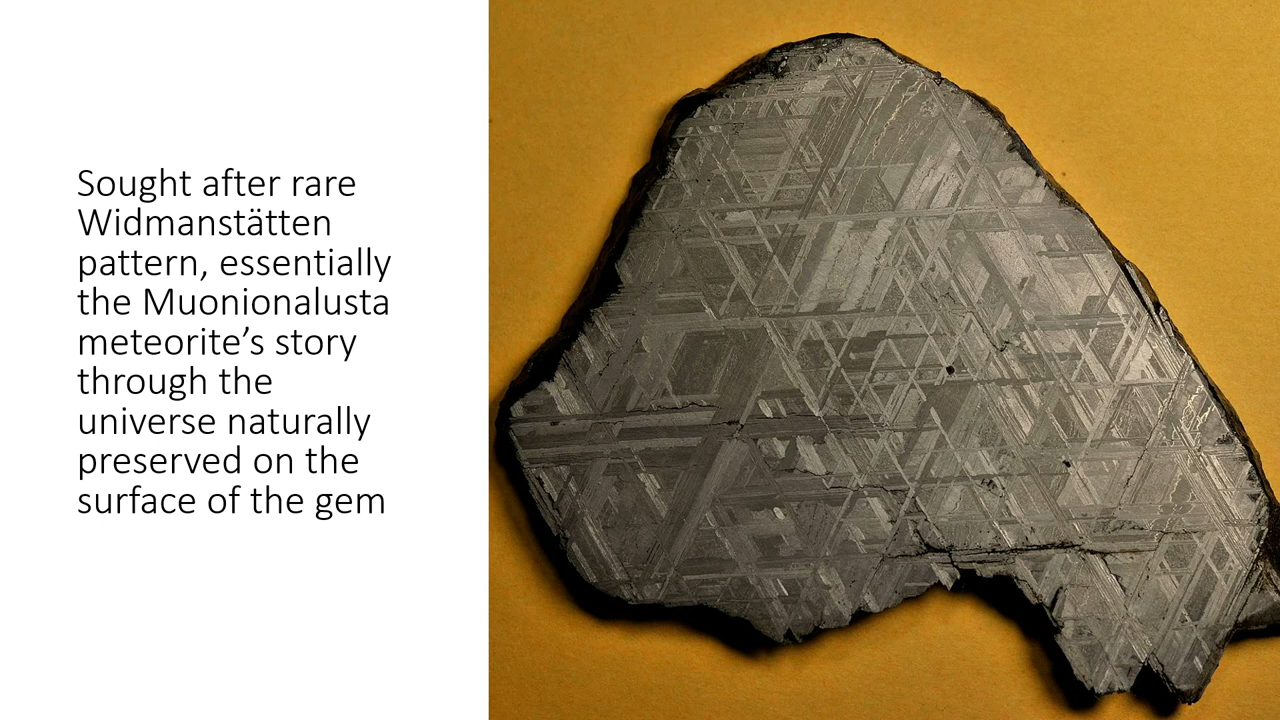 Sought after rare
Widmanstätten
pattern, essentially
the Muonionalusta
meteorite’s story
through the
universe naturally
preserved on the
surface of the gem